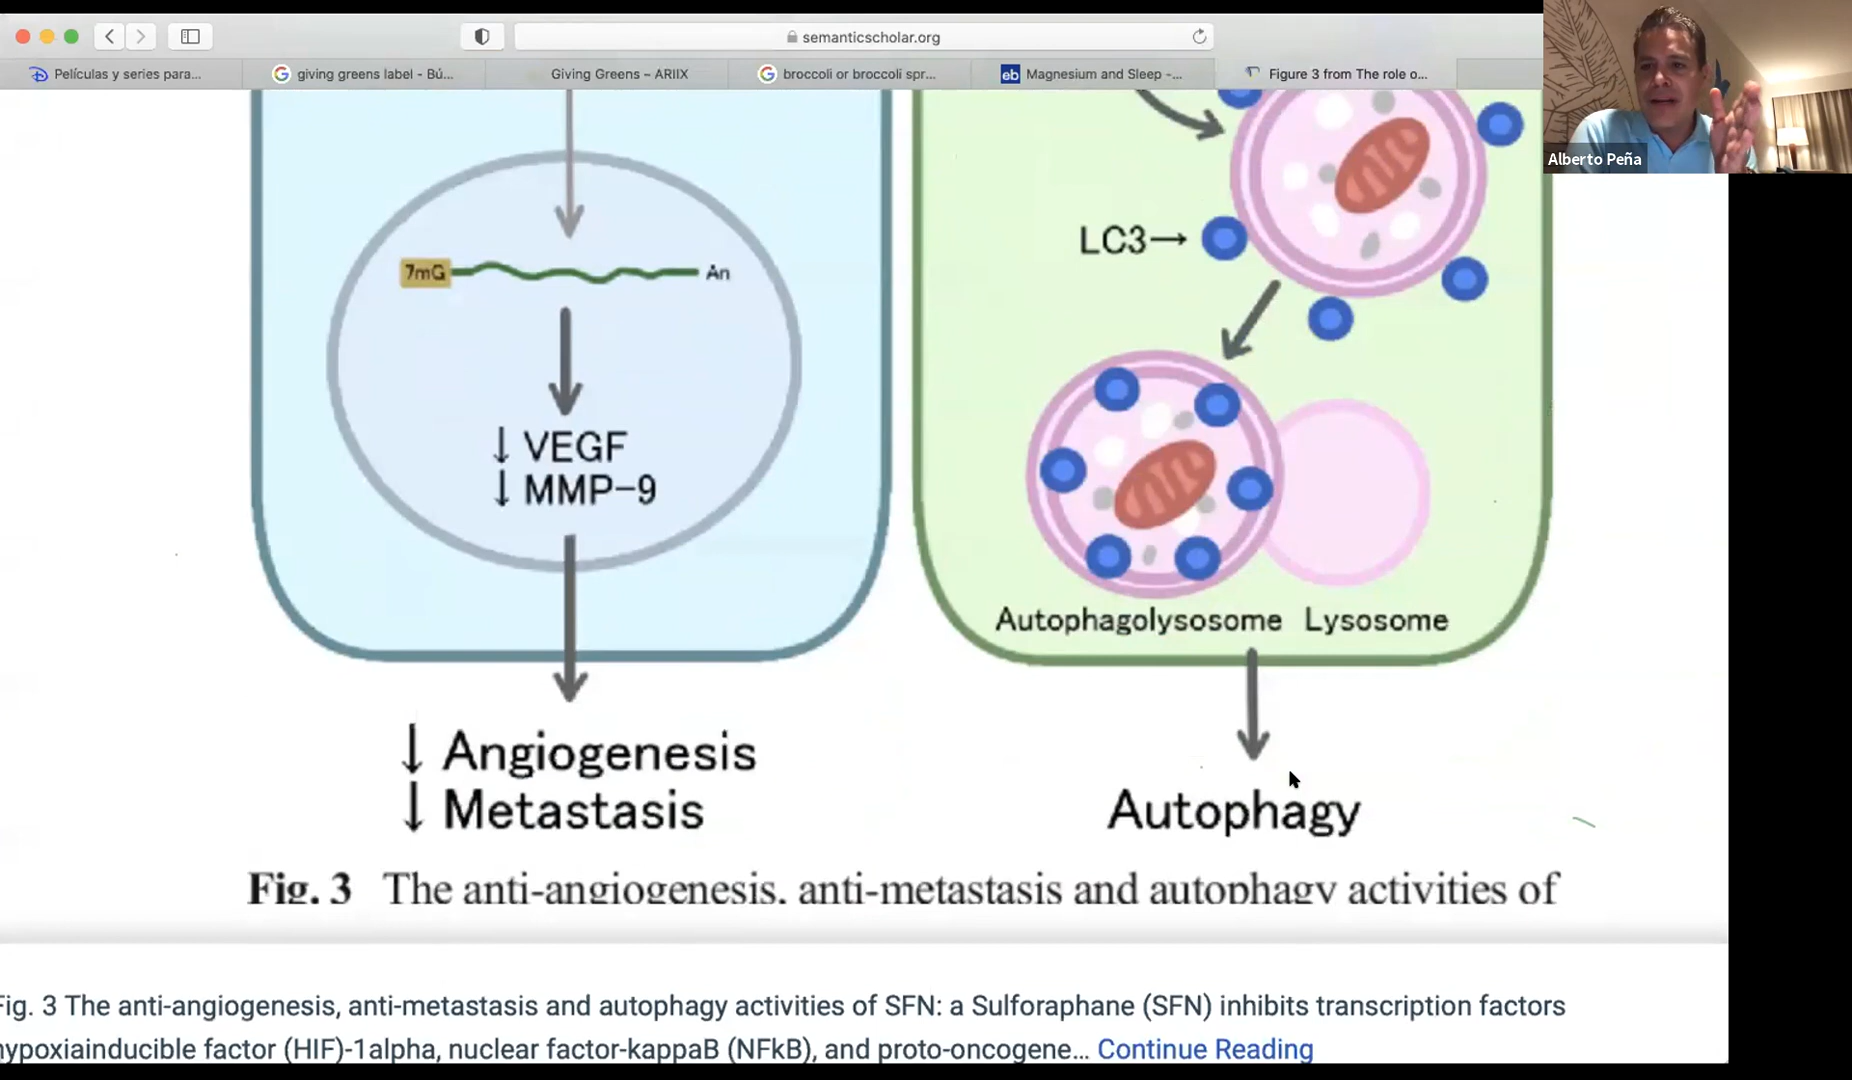 semanticscholar.org
Películas y series para...
giving greens label - Bú...
Giving Greens – ARIIX
broccoli or broccoli spr...
eb Magnesium and Sleep -...
Figure 3 from The role o...
Alberto Peña
LC3→
7mG An
↓ VEGF
↓ MMP-9
Autophagolysosome Lysosome
↓ Angiogenesis
↓ Metastasis
Autophagy
Fig. 3 The anti-angiogenesis, anti-metastasis and autophagy activities of
Fig. 3 The anti-angiogenesis, anti-metastasis and autophagy activities of SFN: a Sulforaphane (SFN) inhibits transcription factors
hypoxiainducible factor (HIF)-1alpha, nuclear factor-kappaB (NFkB), and proto-oncogene... Continue Reading